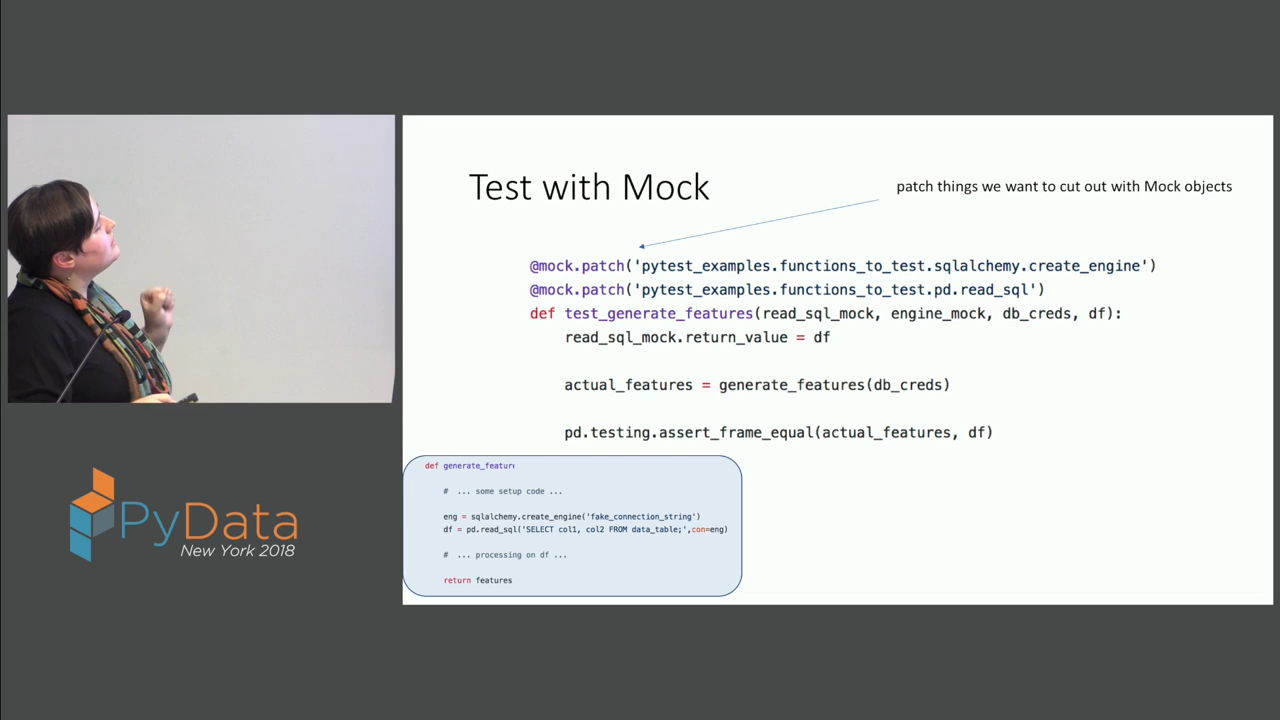 Test with Mock
patch things we want to cut out with Mock objects
@mock.patch('pytest_examples.functions_to_test.sqlalchemy.create_engine')
@mock.patch('pytest_examples.functions_to_test.pd.read_sql')
def test_generate_features(read_sql_mock, engine_mock, db_creds, df):
read_sql_mock.return_value = df
actual_features = generate_features(db_creds)
pd.testing.assert_frame_equal(actual_features, df)
def generate_feature
# ... some setup code ...
eng = sqlalchemy.create_engine('fake_connection_string')
df = pd.read_sql('SELECT col1, col2 FROM data_table;',con=eng)
# ... processing on df ...
return features
PyData
New York 2018